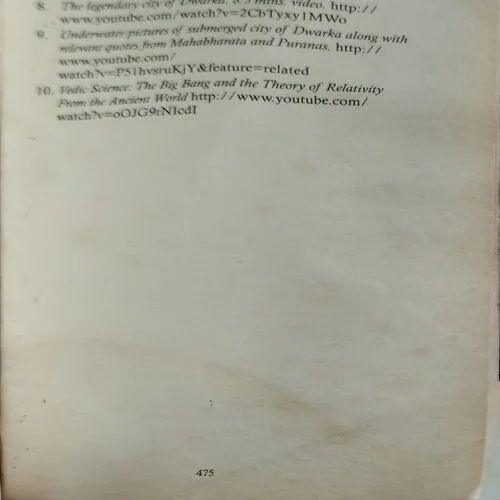 8. The legendary city of Dwarka. 8.5 mins. video. http://
www.youtube.com/watch?v=2CbTyxy1MWo
9. Underwater pictures of submerged city of Dwarka along with
relevant quotes from Mahabharata and Puranas. http://
www.youtube.com/
watch?v=P51hvsruKjY&feature=related
10. Vedic Science: The Big Bang and the Theory of Relativity
From the Ancient World http://www.youtube.com/
watch?v=oOJG9rNIcdI
475